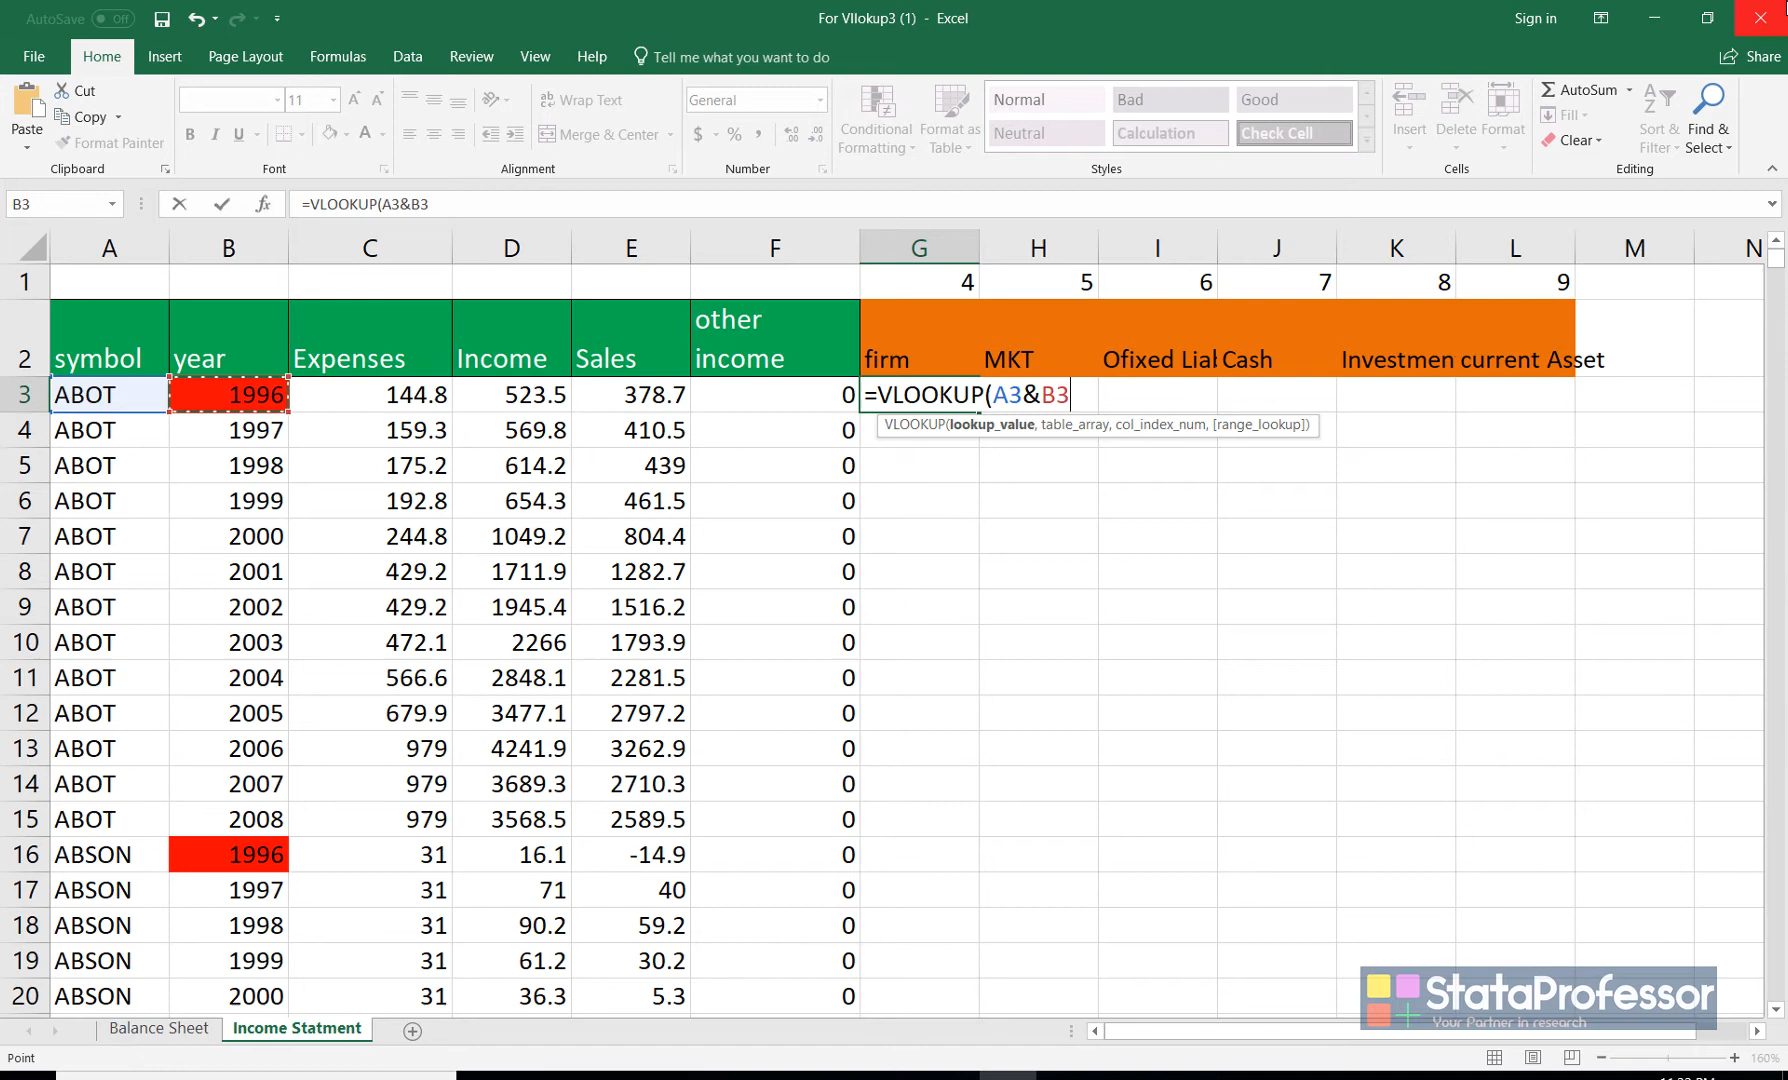 AutoSave Off For Vllokup3 (1) - Excel Sign in
File Home Insert Page Layout Formulas Data Review View Help Tell me what you want to do Share
Paste Cut Copy Format Painter Clipboard
11 B I U A Font
Wrap Text Merge & Center Alignment
General $ % Number
Conditional Formatting Format as Table Normal Bad Good Neutral Calculation Check Cell Styles
Insert Delete Format Cells
AutoSum Fill Clear Sort & Filter Find & Select Editing
B3 fx =VLOOKUP(A3&B3
A B C D E F G H I J K L M N
1 4 5 6 7 8 9
2 symbol year Expenses Income Sales other income firm MKT Ofixed Liab Cash Investmen current Asset
3 ABOT 1996 144.8 523.5 378.7 0 =VLOOKUP(A3&B3
VLOOKUP(lookup_value, table_array, col_index_num, [range_lookup])
4 ABOT 1997 159.3 569.8 410.5 0
5 ABOT 1998 175.2 614.2 439 0
6 ABOT 1999 192.8 654.3 461.5 0
7 ABOT 2000 244.8 1049.2 804.4 0
8 ABOT 2001 429.2 1711.9 1282.7 0
9 ABOT 2002 429.2 1945.4 1516.2 0
10 ABOT 2003 472.1 2266 1793.9 0
11 ABOT 2004 566.6 2848.1 2281.5 0
12 ABOT 2005 679.9 3477.1 2797.2 0
13 ABOT 2006 979 4241.9 3262.9 0
14 ABOT 2007 979 3689.3 2710.3 0
15 ABOT 2008 979 3568.5 2589.5 0
16 ABSON 1996 31 16.1 -14.9 0
17 ABSON 1997 31 71 40 0
18 ABSON 1998 31 90.2 59.2 0
19 ABSON 1999 31 61.2 30.2 0
20 ABSON 2000 31 36.3 5.3 0
StataProfessor
Your Partner in research
Balance Sheet Income Statment
Point 160%